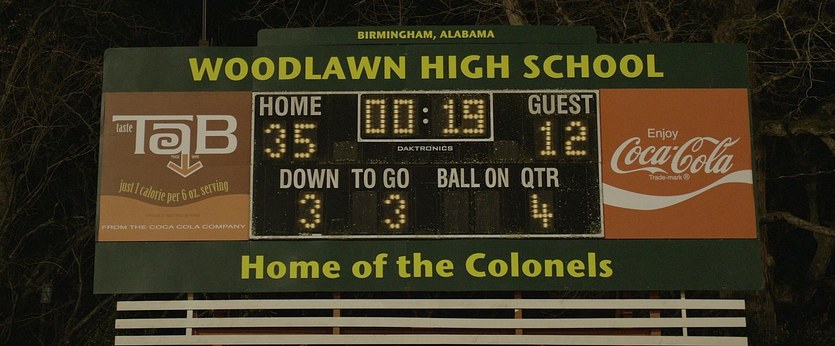 BIRMINGHAM, ALABAMA
WOODLAWN HIGH SCHOOL
taste TaB
just 1 calorie per 6 oz. serving
FROM THE COCA COLA COMPANY
HOME 00:19 GUEST
35 12
DAKTRONICS
DOWN TO GO BALL ON QTR
3 3 4
Enjoy
Coca-Cola
Trade-mark ®
Home of the Colonels